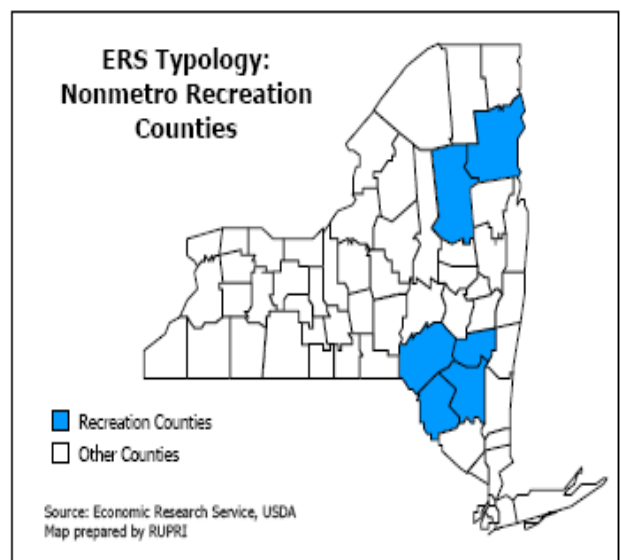 ERS Typology:
Nonmetro Recreation
Counties
Recreation Counties
Other Counties
Source: Economic Research Service, USDA
Map prepared by RUPRI